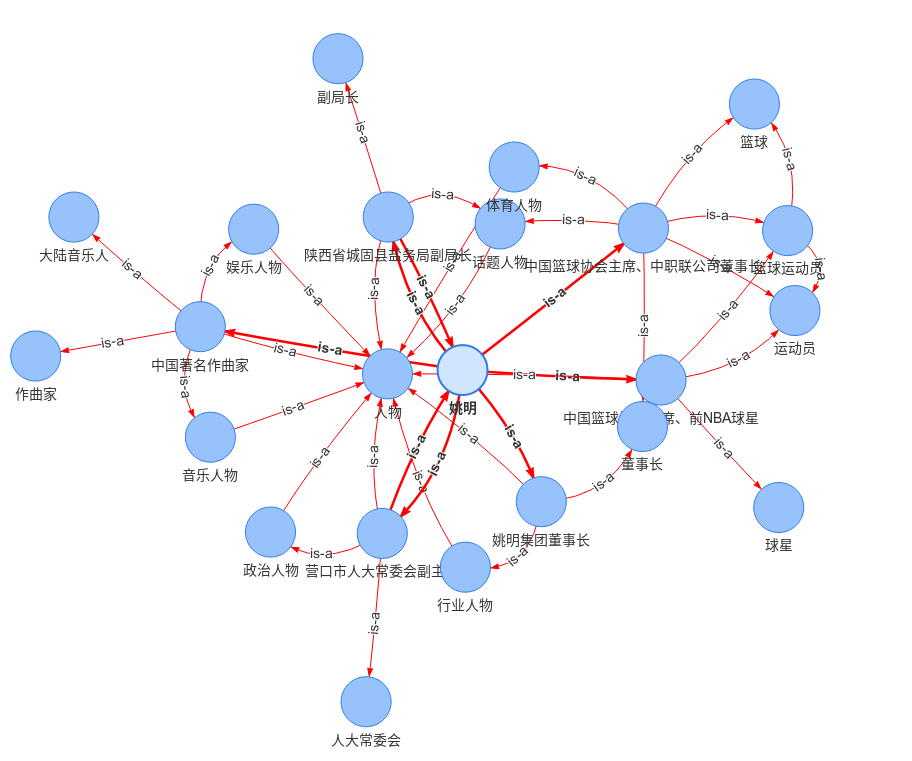 副局长
is-a
篮球
is-a
is-a
is-a
体育人物
is-a
大陆音乐人
娱乐人物
陕西省城固县盐务局副局长
is-a
话题人物
is-a
中国篮球协会主席、中职联公司董事长
篮球运动员
is-a
is-a
is-a
is-a
is-a
is-a
is-a
is-a
is-a
is-a
is-a
is-a
is-a
is-a
运动员
作曲家
is-a
中国著名作曲家
is-a
is-a
人物
姚明
is-a
is-a
is-a
is-a
中国篮球
席、前NBA球星
音乐人物
is-a
is-a
is-a
is-a
is-a
is-a
is-a
董事长
is-a
is-a
is-a
is-a
is-a
球星
政治人物
is-a
营口市人大常委会副主
姚明集团董事长
is-a
行业人物
is-a
人大常委会